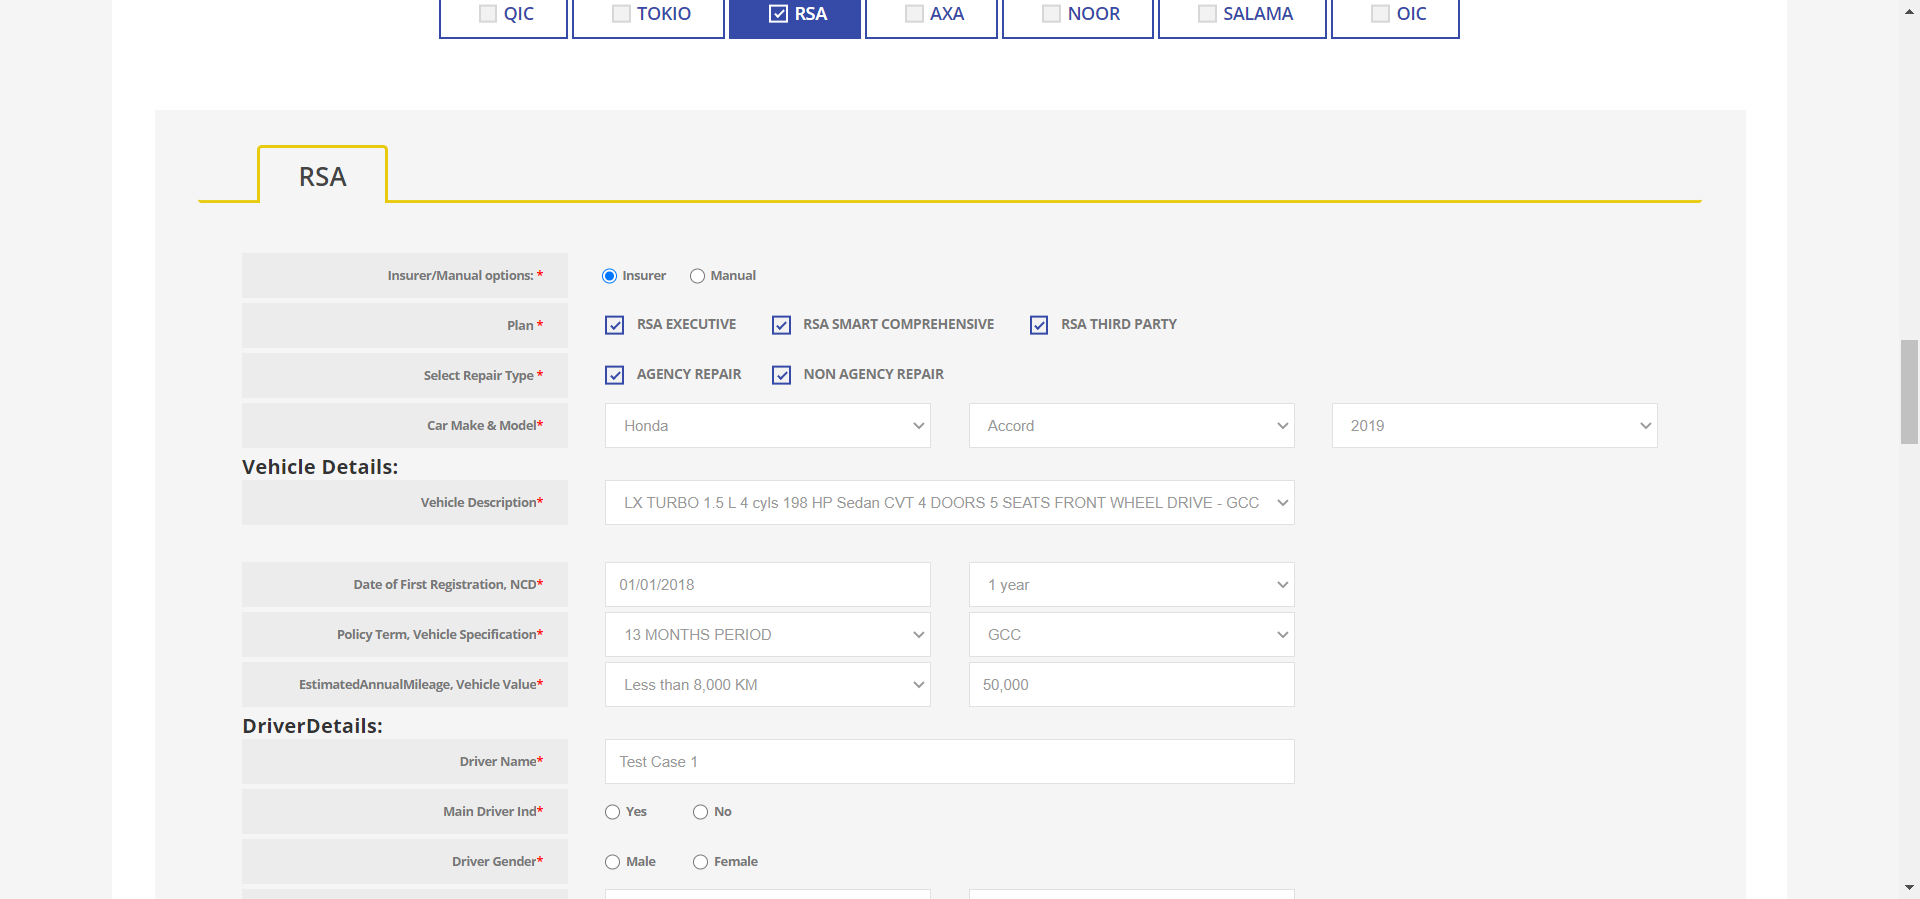 QIC TOKIO RSA AXA NOOR SALAMA OIC
RSA
Insurer/Manual options: * Insurer Manual
Plan * RSA EXECUTIVE RSA SMART COMPREHENSIVE RSA THIRD PARTY
Select Repair Type * AGENCY REPAIR NON AGENCY REPAIR
Car Make & Model* Honda Accord 2019
Vehicle Details:
Vehicle Description* LX TURBO 1.5 L 4 cyls 198 HP Sedan CVT 4 DOORS 5 SEATS FRONT WHEEL DRIVE - GCC
Date of First Registration, NCD* 01/01/2018 1 year
Policy Term, Vehicle Specification* 13 MONTHS PERIOD GCC
EstimatedAnnualMileage, Vehicle Value* Less than 8,000 KM 50,000
DriverDetails:
Driver Name* Test Case 1
Main Driver Ind* Yes No
Driver Gender* Male Female